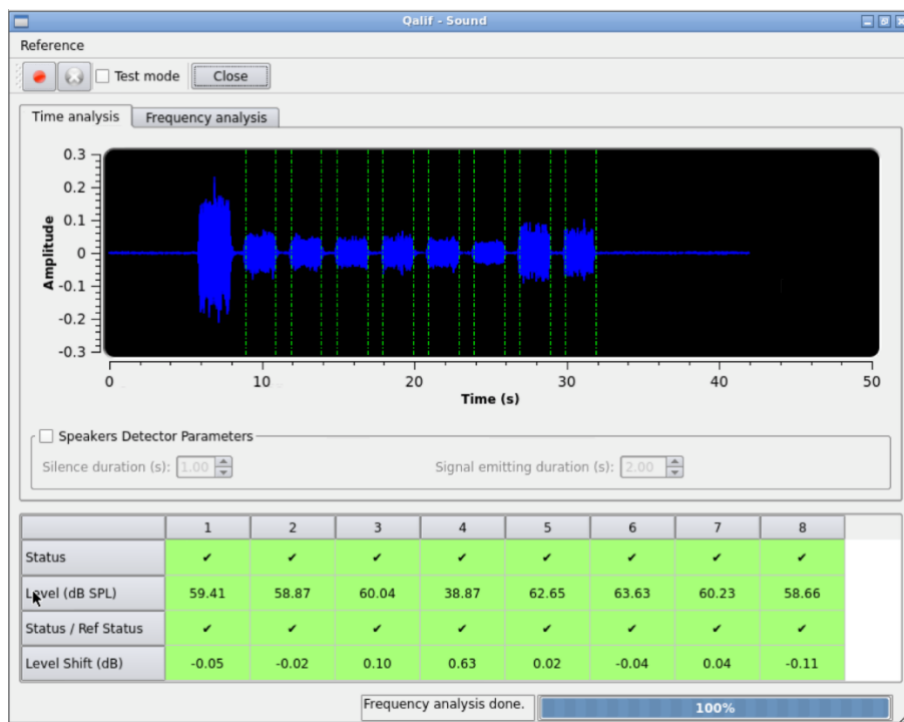 Qalif - Sound
Reference
Test mode Close
Time analysis Frequency analysis
0.3
0.2
0.1
0
-0.1
-0.2
-0.3
Amplitude
0 10 20 30 40 50
Time (s)
Speakers Detector Parameters
Silence duration (s): 1.00 Signal emitting duration (s): 2.00
1 2 3 4 5 6 7 8
Status ✔ ✔ ✔ ✔ ✔ ✔ ✔ ✔
Level (dB SPL) 59.41 58.87 60.04 38.87 62.65 63.63 60.23 58.66
Status / Ref Status ✔ ✔ ✔ ✔ ✔ ✔ ✔ ✔
Level Shift (dB) -0.05 -0.02 0.10 0.63 0.02 -0.04 0.04 -0.11
Frequency analysis done. 100%